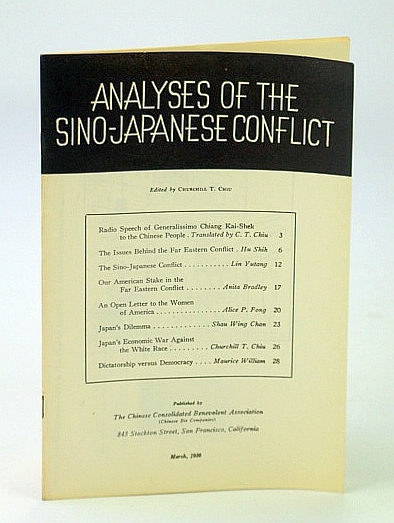 ANALYSES OF THE
SINO-JAPANESE CONFLICT
Edited by CHURCHILL T. CHIU
Radio Speech of Generalissimo Chiang Kai-Shek
to the Chinese People . Translated by C. T. Chiu 3
The Issues Behind the Far Eastern Conflict . Hu Shih 6
The Sino-Japanese Conflict . . . . . . . . . . . Lin Yutang 12
Our American Stake in the
Far Eastern Conflict . . . . . . . . Anita Bradley 17
An Open Letter to the Women
of America . . . . . . . . . . . . . . . Alice P. Fong 20
Japan's Dilemma . . . . . . . . . . . Shau Wing Chan 23
Japan's Economic War Against
the White Race . . . . . . . . . Churchill T. Chiu 26
Dictatorship versus Democracy . . . . Maurice William 28
Published by
The Chinese Consolidated Benevolent Association
(Chinese Six Companies)
843 Stockton Street, San Francisco, California
March,